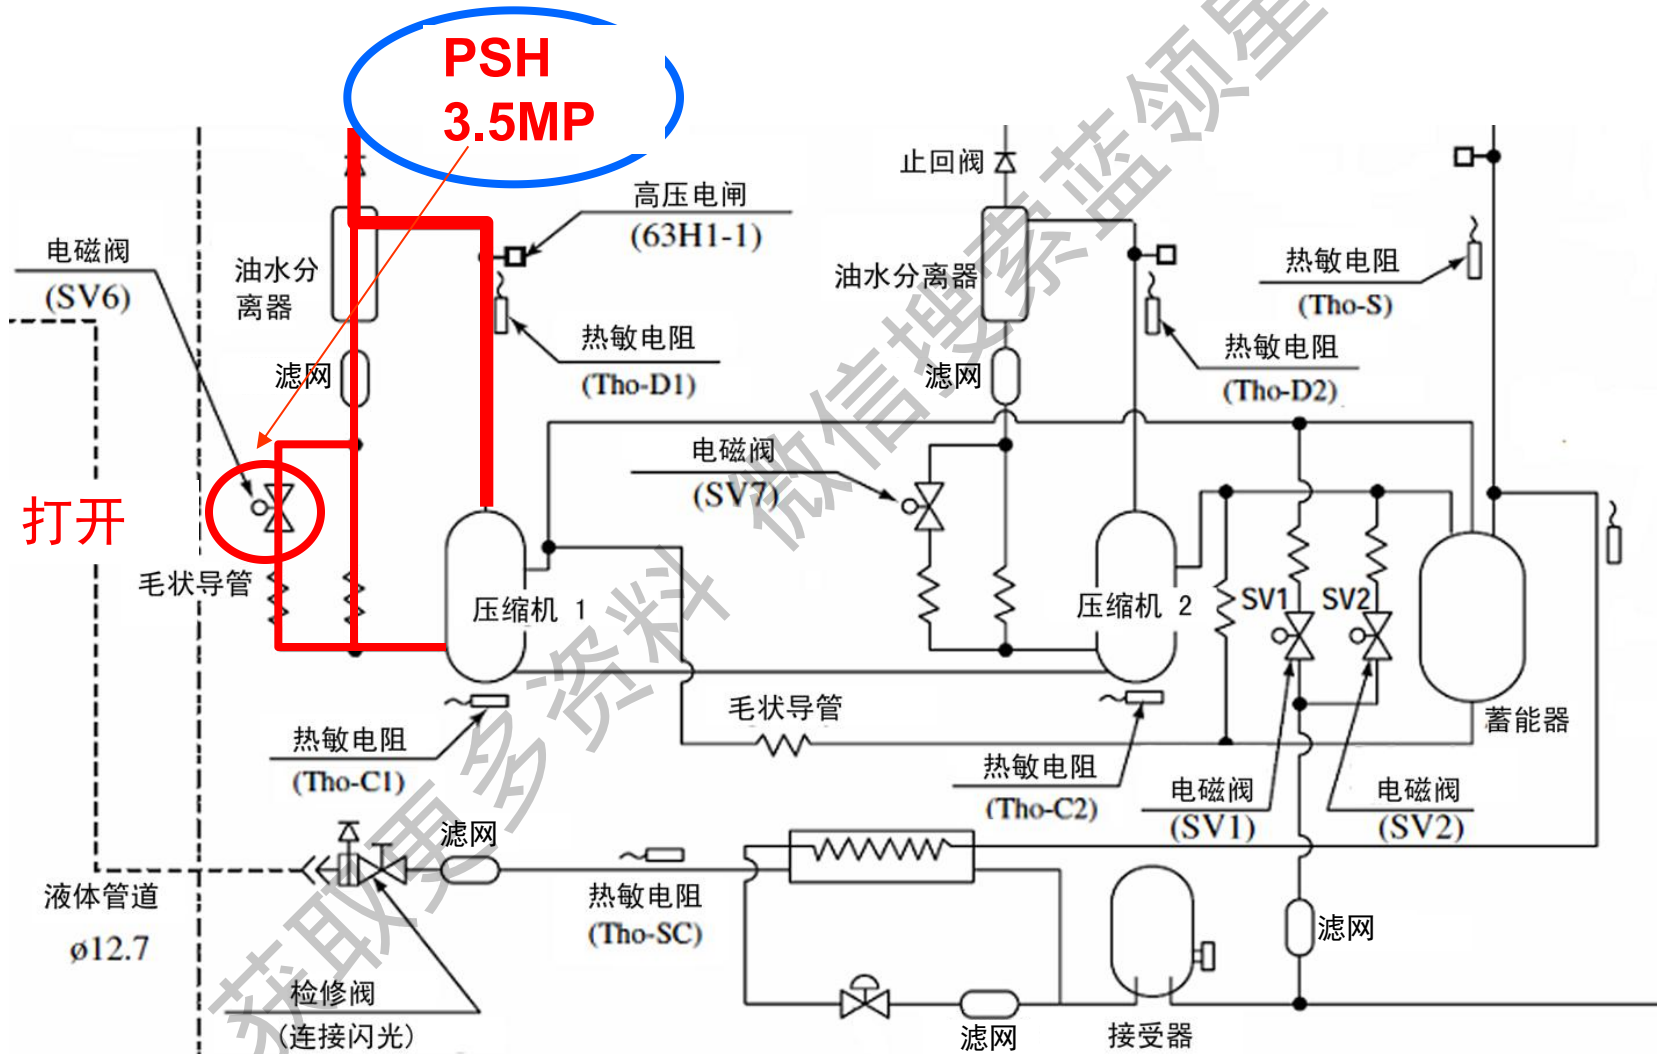 PSH
3.5MP
止回阀
高压电闸
(63H1-1)
电磁阀
(SV6)
油水分
离器
油水分离器
热敏电阻
(Tho-S)
热敏电阻
(Tho-D1)
热敏电阻
(Tho-D2)
滤网
滤网
电磁阀
(SV7)
打开
毛状导管
压缩机 1
压缩机 2
SV1
SV2
毛状导管
蓄能器
热敏电阻
(Tho-C1)
热敏电阻
(Tho-C2)
电磁阀
(SV1)
电磁阀
(SV2)
滤网
液体管道
ø12.7
热敏电阻
(Tho-SC)
滤网
检修阀
(连接闪光)
滤网
接受器
微信搜索蓝领星
获取更多资料